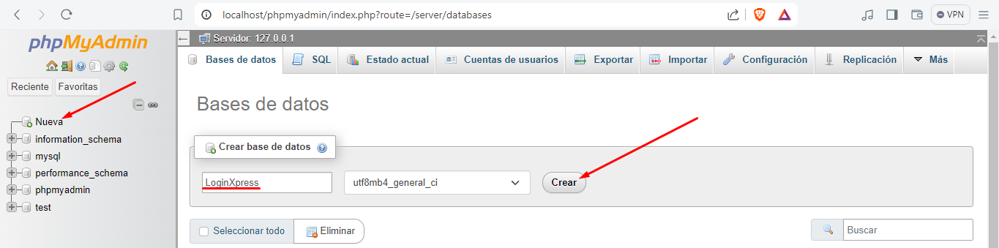 localhost/phpmyadmin/index.php?route=/server/databases
VPN
phpMyAdmin
Servidor: 127.0.0.1
Bases de datos SQL Estado actual Cuentas de usuarios Exportar Importar Configuración Replicación Más
Reciente Favoritas
Nueva
information_schema
mysql
performance_schema
phpmyadmin
test
Bases de datos
Crear base de datos
LoginXpress utf8mb4_general_ci Crear
Seleccionar todo Eliminar Buscar